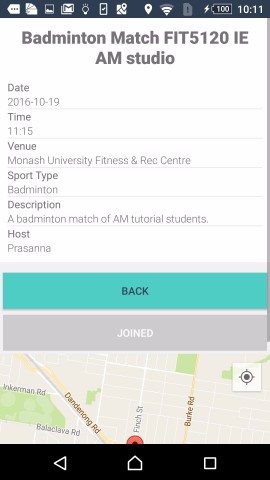 100 10:11
Badminton Match FIT5120 IE
AM studio
Date
2016-10-19
Time
11:15
Venue
Monash University Fitness & Rec Centre
Sport Type
Badminton
Description
A badminton match of AM tutorial students.
Host
Prasanna
BACK
JOINED
Inkerman Rd
Dandenong Rd
Balaclava Rd
Finch St
Burke Rd